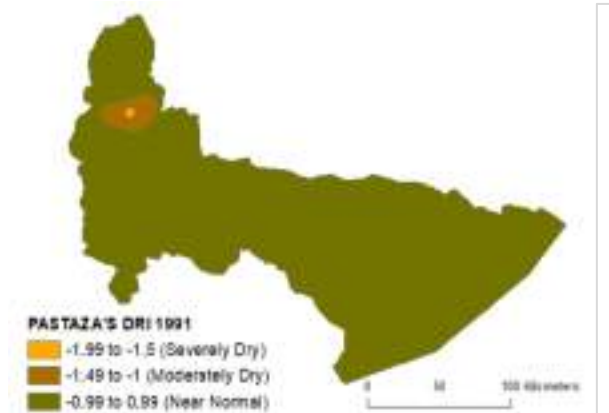 PASTAZA'S DRI 1991
-1.99 to -1.5 (Severely Dry)
-1.49 to -1 (Moderately Dry)
-0.99 to 0.99 (Near Normal)
0 50 100 Kilometers